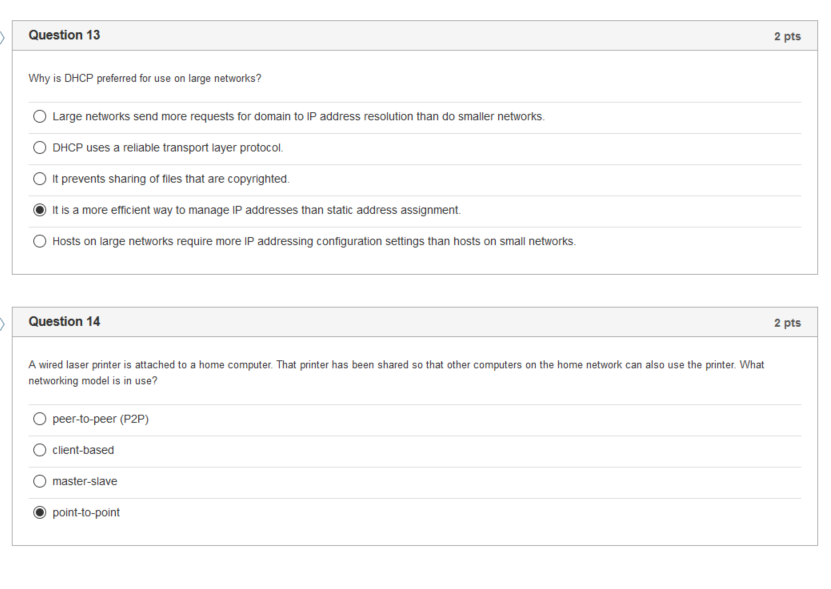 Question 13
2 pts
Why is DHCP preferred for use on large networks?
Large networks send more requests for domain to IP address resolution than do smaller networks.
DHCP uses a reliable transport layer protocol.
It prevents sharing of files that are copyrighted.
It is a more efficient way to manage IP addresses than static address assignment.
Hosts on large networks require more IP addressing configuration settings than hosts on small networks.
Question 14
2 pts
A wired laser printer is attached to a home computer. That printer has been shared so that other computers on the home network can also use the printer. What
networking model is in use?
peer-to-peer (P2P)
client-based
master-slave
point-to-point